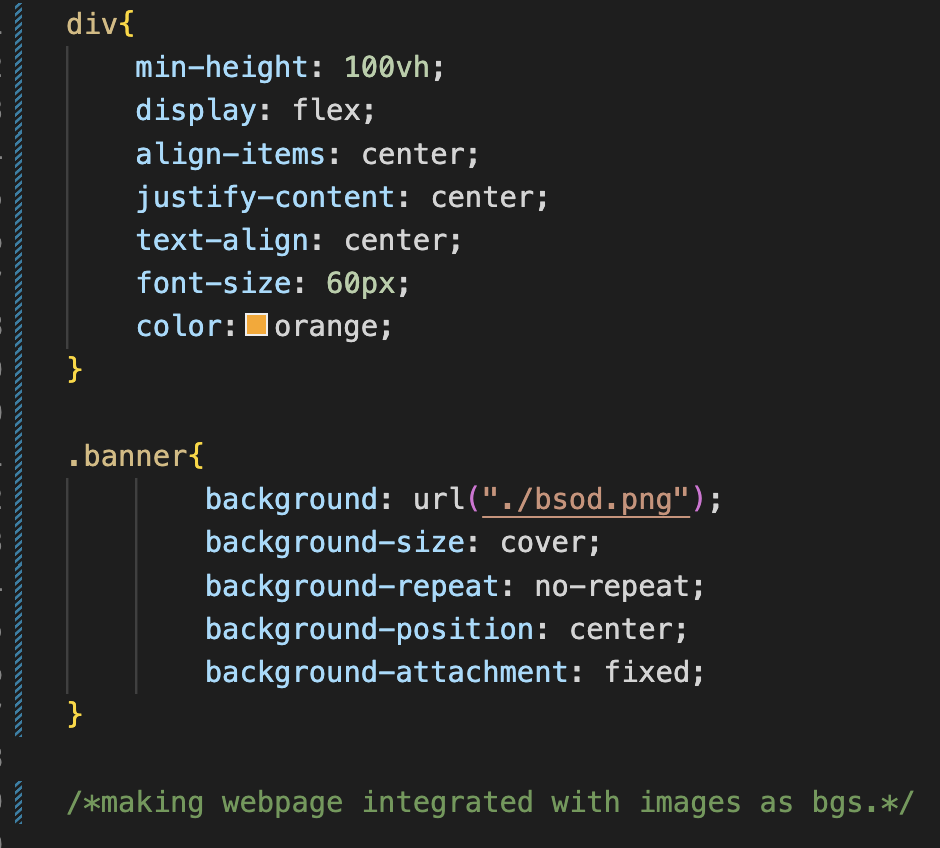 div{
    min-height: 100vh;
    display: flex;
    align-items: center;
    justify-content: center;
    text-align: center;
    font-size: 60px;
    color: orange;
}
.banner{
        background: url("./bsod.png");
        background-size: cover;
        background-repeat: no-repeat;
        background-position: center;
        background-attachment: fixed;
}
/*making webpage integrated with images as bgs.*/